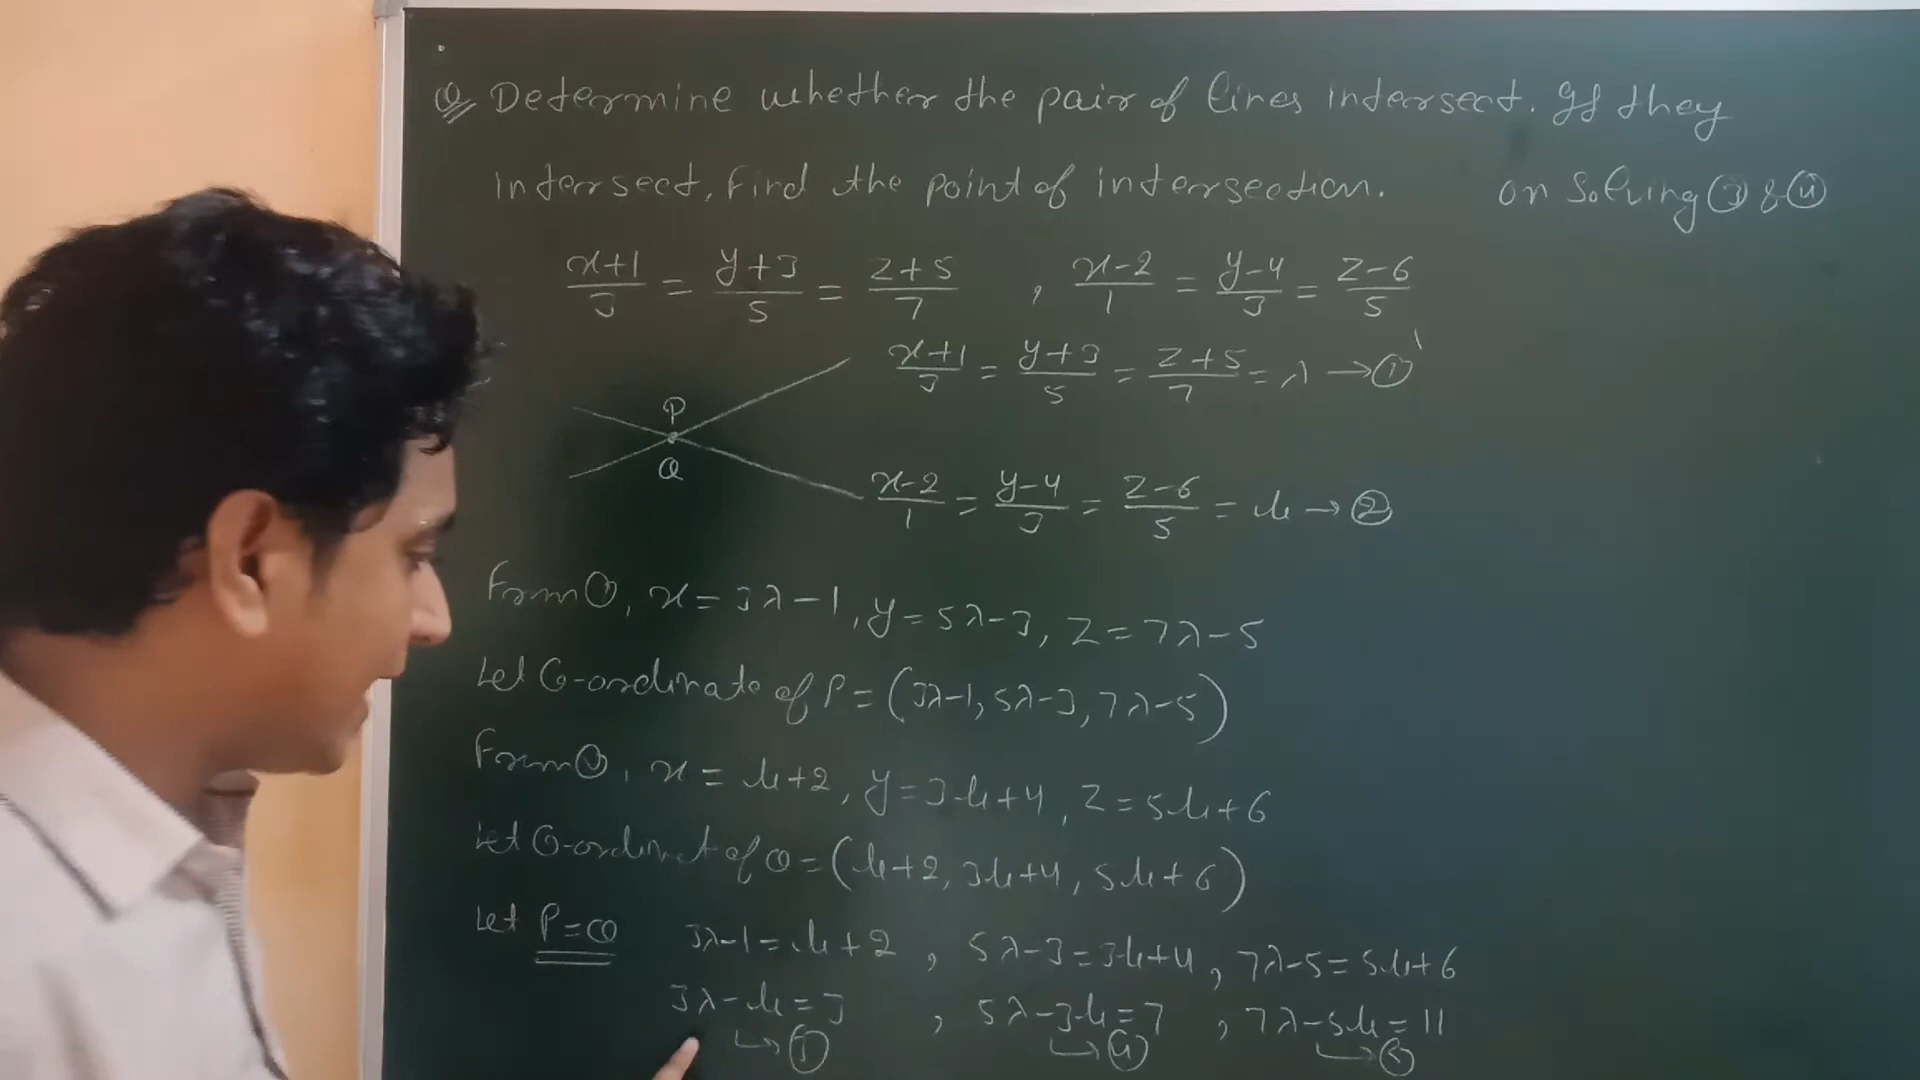 Q Determine whether the pair of lines intersect. If they
intersect, find the point of intersection.
on solving ③ & ④
x+1/3 = y+3/5 = z+5/7 , x-2/1 = y-4/3 = z-6/5
x+1/3 = y+3/5 = z+5/7 = λ → ①
P
Q
x-2/1 = y-4/3 = z-6/5 = μ → ②
From ①, x = 3λ-1, y = 5λ-3, z = 7λ-5
Let Co-ordinate of P = (3λ-1, 5λ-3, 7λ-5)
From ②, x = μ+2, y = 3μ+4, z = 5μ+6
Let Co-ordinat of Q = (μ+2, 3μ+4, 5μ+6)
Let P=Q 3λ-1 = μ+2 , 5λ-3 = 3μ+4 , 7λ-5 = 5μ+6
3λ-μ = 3 , 5λ-3μ = 7 , 7λ-5μ = 11
↳ ③ ↳ ④ ↳ ⑤